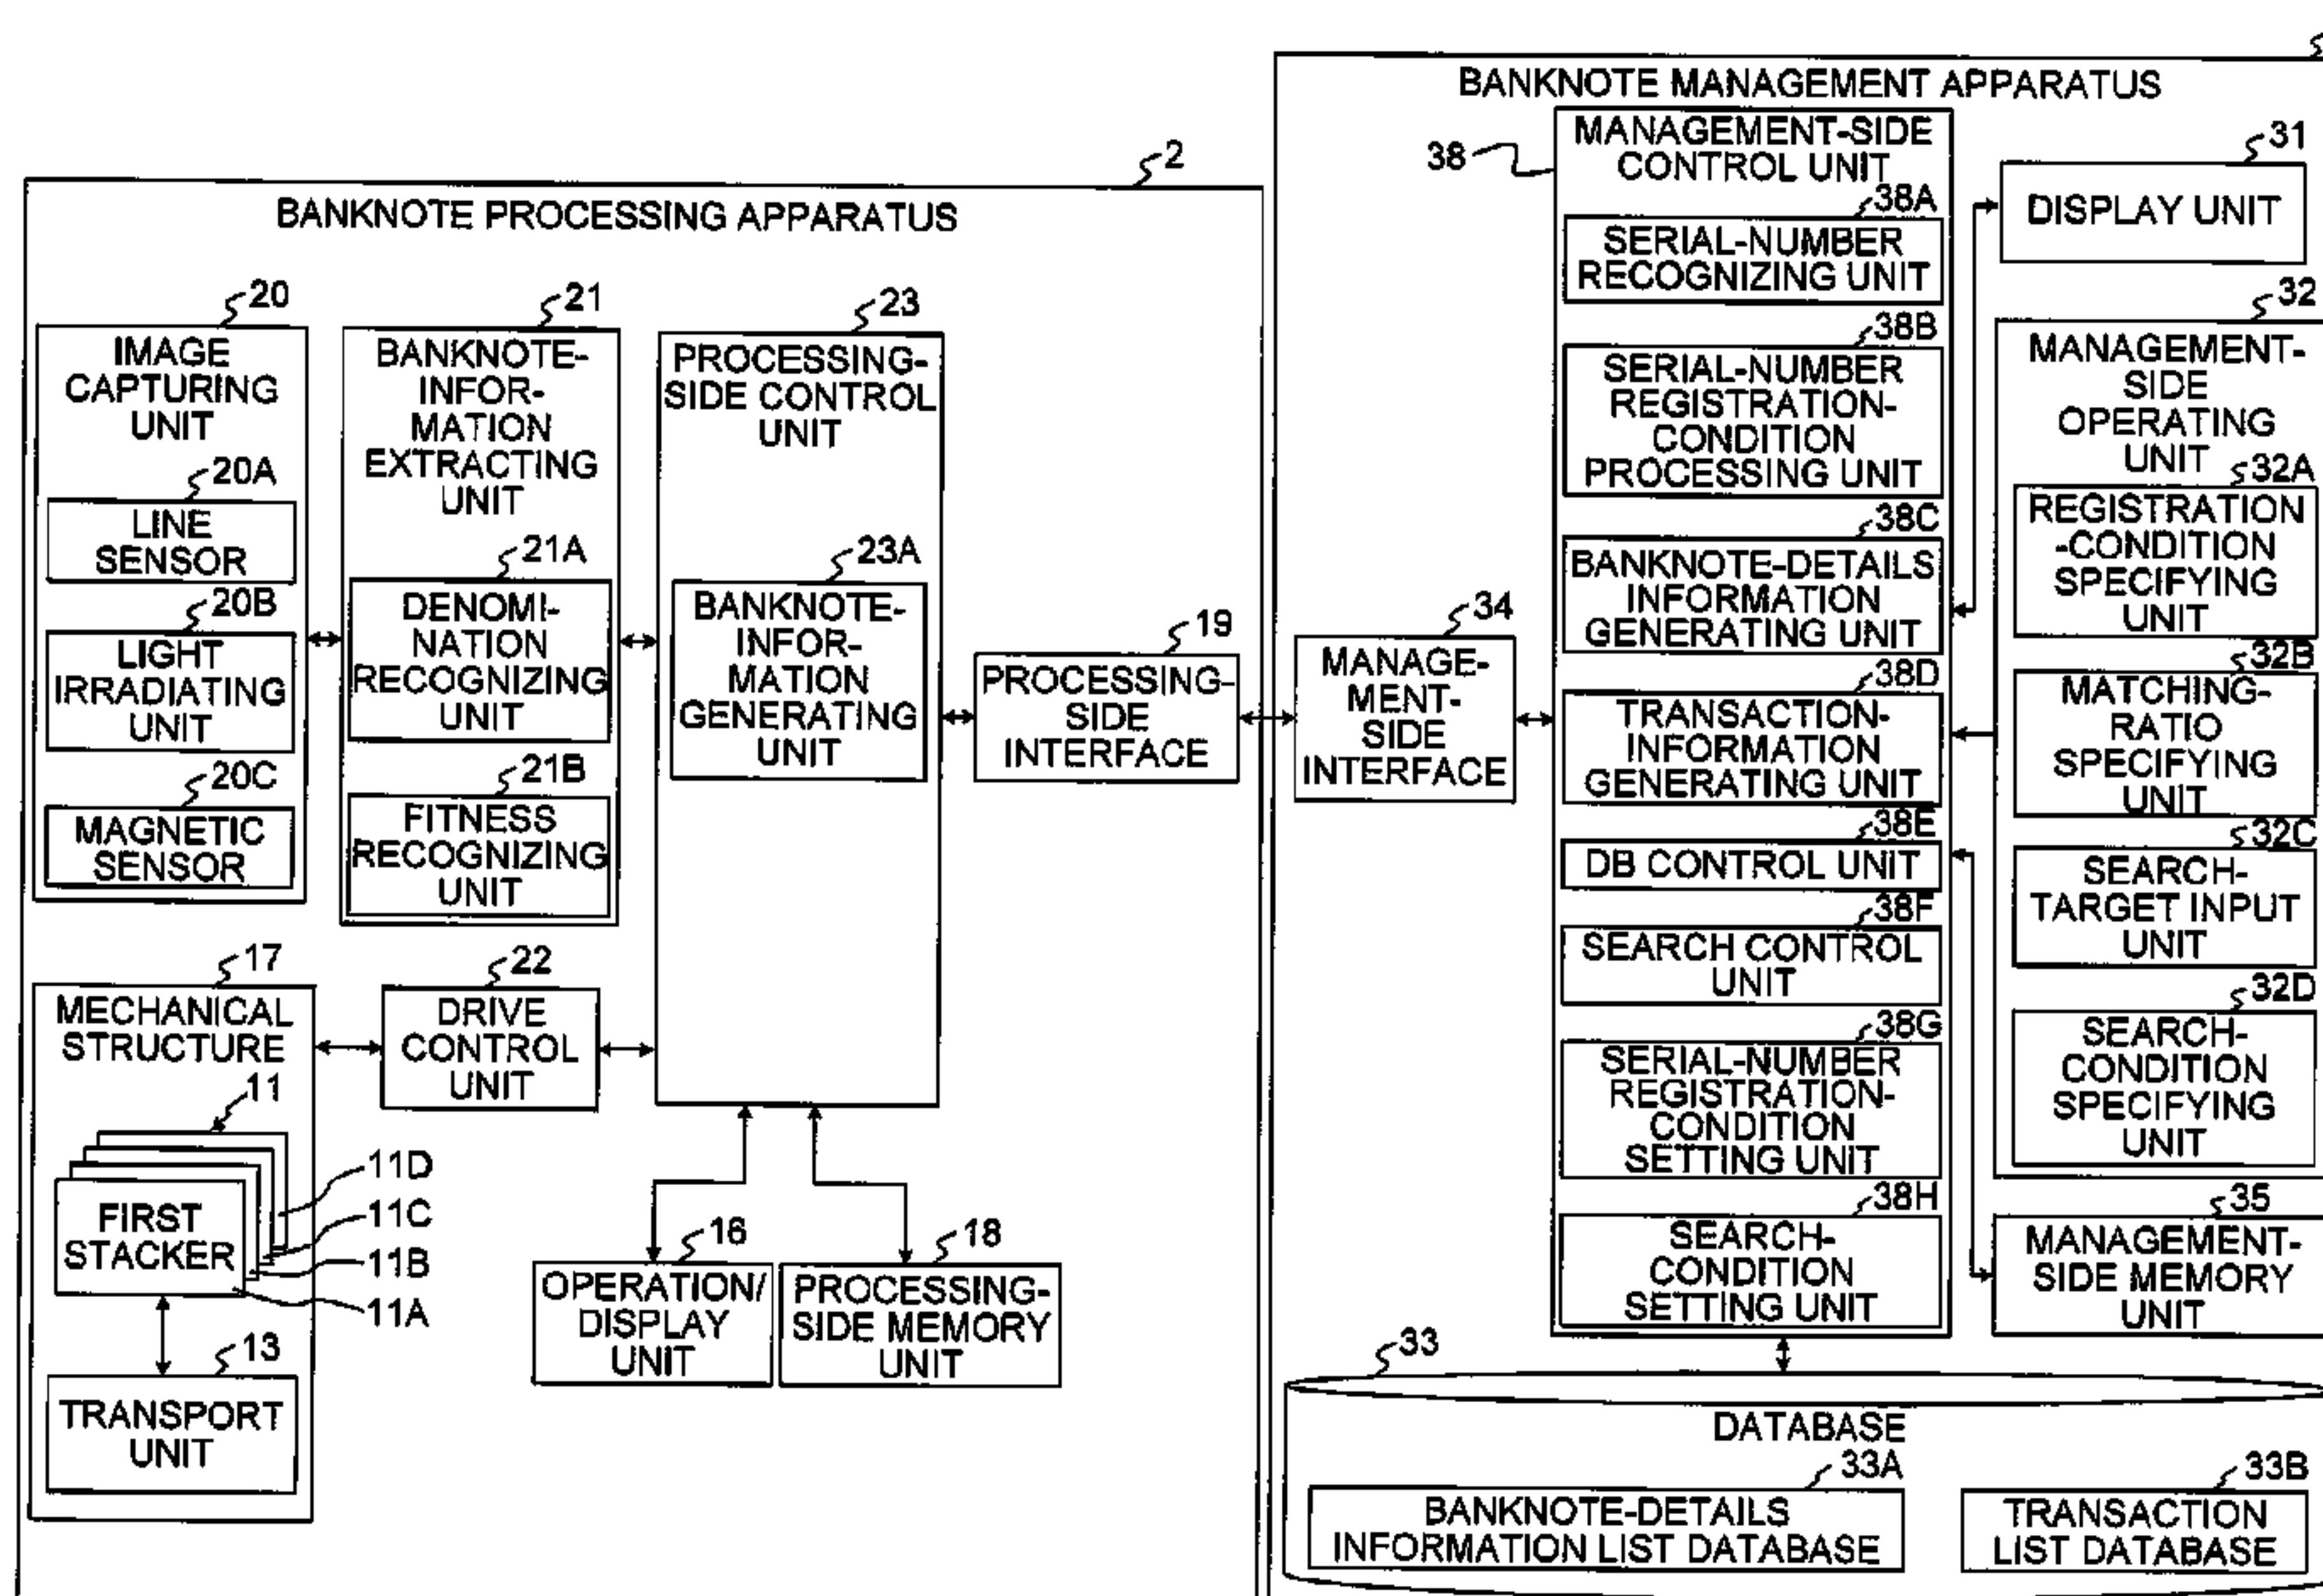 BANKNOTE MANAGEMENT APPARATUS
2
BANKNOTE PROCESSING APPARATUS
20
IMAGE
CAPTURING
UNIT
20A
LINE
SENSOR
20B
LIGHT
IRRADIATING
UNIT
20C
MAGNETIC
SENSOR
21
BANKNOTE-
INFOR-
MATION
EXTRACTING
UNIT
21A
DENOMI-
NATION
RECOGNIZING
UNIT
21B
FITNESS
RECOGNIZING
UNIT
23
PROCESSING-
SIDE CONTROL
UNIT
23A
BANKNOTE-
INFOR-
MATION
GENERATING
UNIT
19
PROCESSING-
SIDE
INTERFACE
17
MECHANICAL
STRUCTURE
11
11D
11C
11B
11A
FIRST
STACKER
13
TRANSPORT
UNIT
22
DRIVE
CONTROL
UNIT
16
OPERATION/
DISPLAY
UNIT
18
PROCESSING-
SIDE MEMORY
UNIT
34
MANAGE-
MENT-
SIDE
INTERFACE
38
MANAGEMENT-SIDE
CONTROL UNIT
38A
SERIAL-NUMBER
RECOGNIZING UNIT
38B
SERIAL-NUMBER
REGISTRATION-
CONDITION
PROCESSING UNIT
38C
BANKNOTE-DETAILS
INFORMATION
GENERATING UNIT
38D
TRANSACTION-
INFORMATION
GENERATING UNIT
38E
DB CONTROL UNIT
38F
SEARCH CONTROL
UNIT
38G
SERIAL-NUMBER
REGISTRATION-
CONDITION
SETTING UNIT
38H
SEARCH-
CONDITION
SETTING UNIT
31
DISPLAY UNIT
32
MANAGEMENT-
SIDE
OPERATING
UNIT
32A
REGISTRATION
-CONDITION
SPECIFYING
UNIT
32B
MATCHING-
RATIO
SPECIFYING
UNIT
32C
SEARCH-
TARGET INPUT
UNIT
32D
SEARCH-
CONDITION
SPECIFYING
UNIT
35
MANAGEMENT-
SIDE MEMORY
UNIT
33
DATABASE
33A
BANKNOTE-DETAILS
INFORMATION LIST DATABASE
33B
TRANSACTION
LIST DATABASE